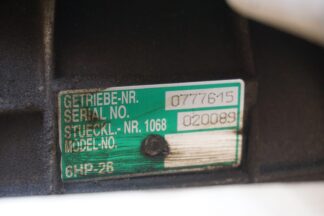 GETRIEBE-NR. 0777615
SERIAL NO.
STUECKL.- NR. 1068 020089
MODEL-NO.
6HP-26